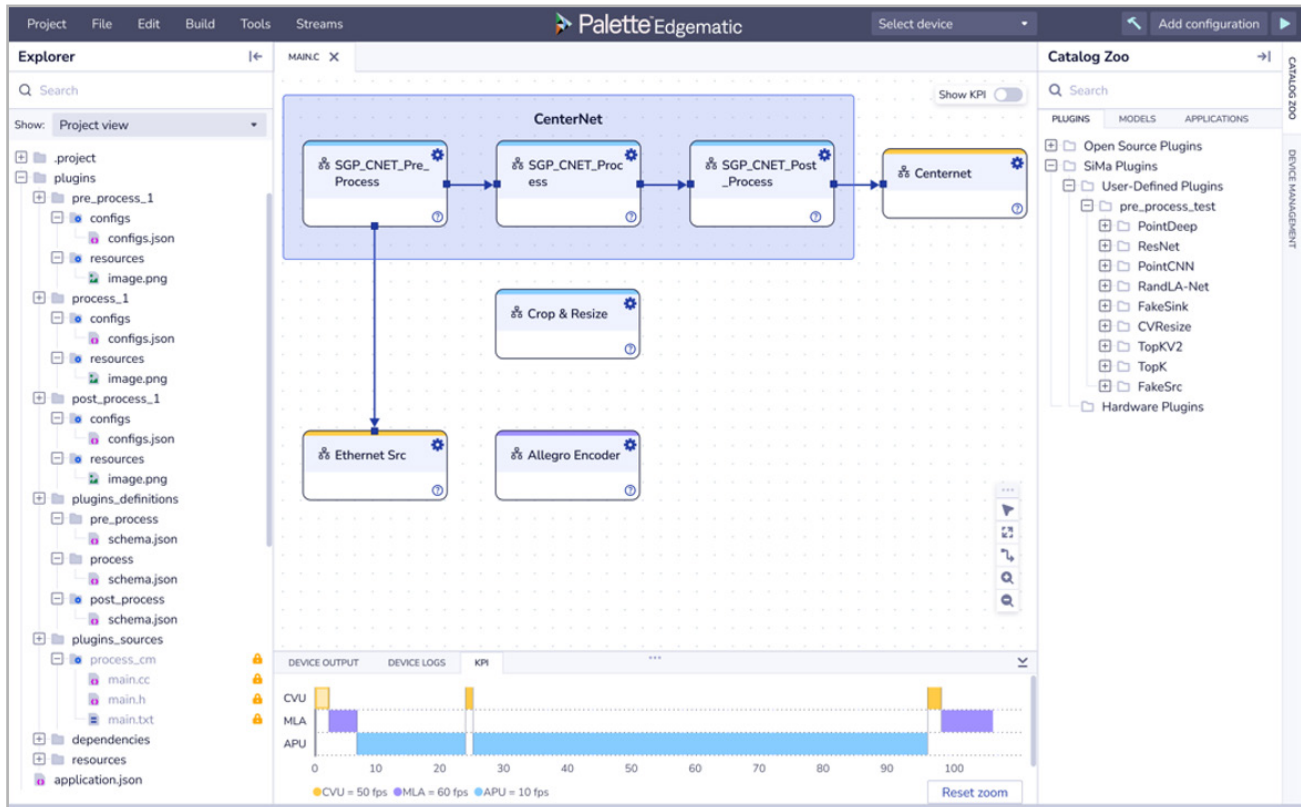 Project File Edit Build Tools Streams Palette Edgematic Select device Add configuration
Explorer
Search
Show: Project view
.project
plugins
pre_process_1
configs
configs.json
resources
image.png
process_1
configs
configs.json
resources
image.png
post_process_1
configs
configs.json
resources
image.png
plugins_definitions
pre_process
schema.json
process
schema.json
post_process
schema.json
plugins_sources
process_cm
main.cc
main.h
main.txt
dependencies
resources
application.json
MAIN.C
Show KPI
CenterNet
SGP_CNET_Pre_
Process
SGP_CNET_Proc
ess
SGP_CNET_Post
_Process
Centernet
Crop & Resize
Ethernet Src
Allegro Encoder
DEVICE OUTPUT DEVICE LOGS KPI
CVU
MLA
APU
0 10 20 30 40 50 60 70 80 90 100
CVU = 50 fps MLA = 60 fps APU = 10 fps
Reset zoom
Catalog Zoo
Search
PLUGINS MODELS APPLICATIONS
Open Source Plugins
SiMa Plugins
User-Defined Plugins
pre_process_test
PointDeep
ResNet
PointCNN
RandLA-Net
FakeSink
CVResize
TopKV2
TopK
FakeSrc
Hardware Plugins
CATALOG ZOO
DEVICE MANAGEMENT